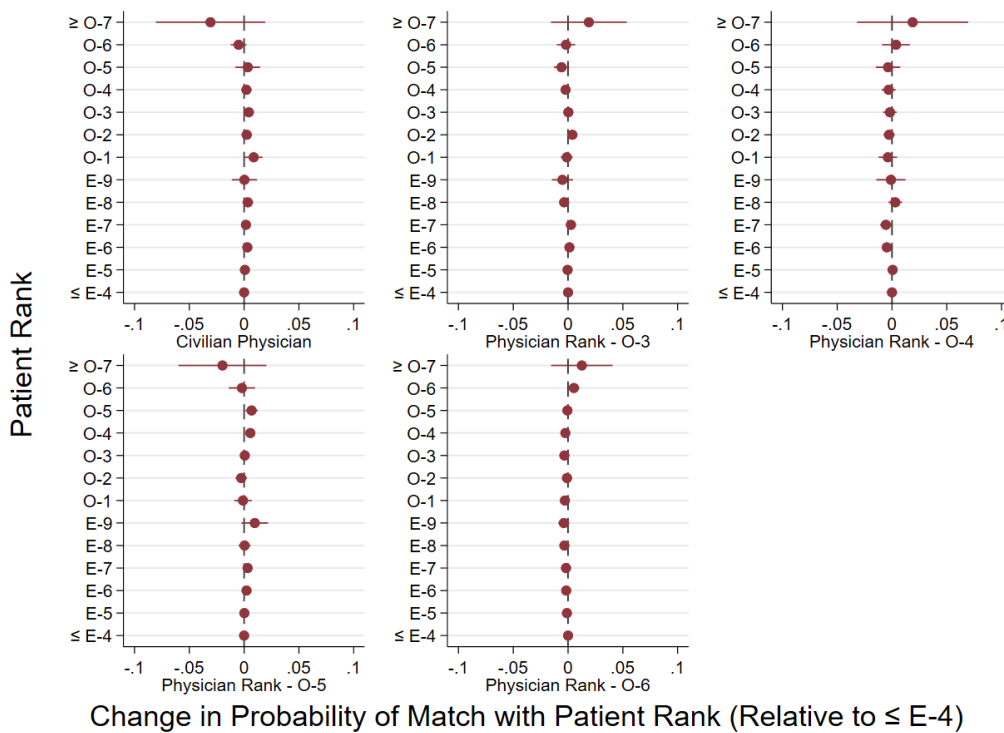 Patient Rank
≥ O-7
O-6
O-5
O-4
O-3
O-2
O-1
E-9
E-8
E-7
E-6
E-5
≤ E-4
-.1 -.05 0 .05 .1
Civilian Physician
≥ O-7
O-6
O-5
O-4
O-3
O-2
O-1
E-9
E-8
E-7
E-6
E-5
≤ E-4
-.1 -.05 0 .05 .1
Physician Rank - O-3
≥ O-7
O-6
O-5
O-4
O-3
O-2
O-1
E-9
E-8
E-7
E-6
E-5
≤ E-4
-.1 -.05 0 .05 .1
Physician Rank - O-4
≥ O-7
O-6
O-5
O-4
O-3
O-2
O-1
E-9
E-8
E-7
E-6
E-5
≤ E-4
-.1 -.05 0 .05 .1
Physician Rank - O-5
≥ O-7
O-6
O-5
O-4
O-3
O-2
O-1
E-9
E-8
E-7
E-6
E-5
≤ E-4
-.1 -.05 0 .05 .1
Physician Rank - O-6
Change in Probability of Match with Patient Rank (Relative to ≤ E-4)